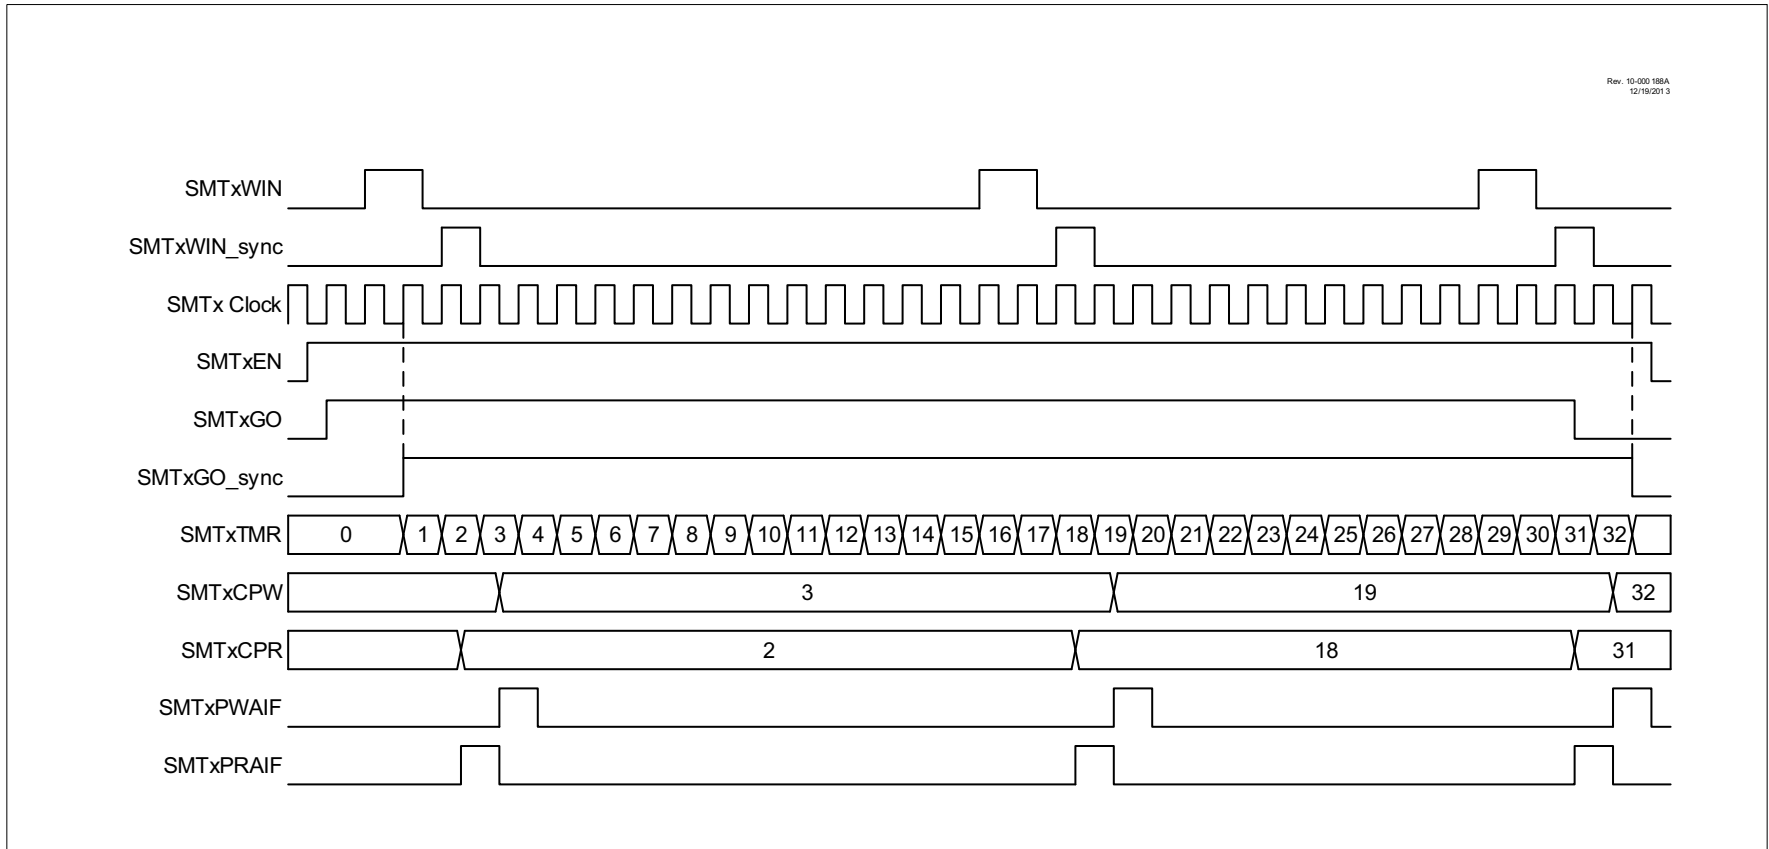 Rev. 10-000 188A
12/19/201 3
SMTxWIN
SMTxWIN_sync
SMTx Clock
SMTxEN
SMTxGO
SMTxGO_sync
SMTxTMR 0 1 2 3 4 5 6 7 8 9 10 11 12 13 14 15 16 17 18 19 20 21 22 23 24 25 26 27 28 29 30 31 32
SMTxCPW 3 19 32
SMTxCPR 2 18 31
SMTxPWAIF
SMTxPRAIF